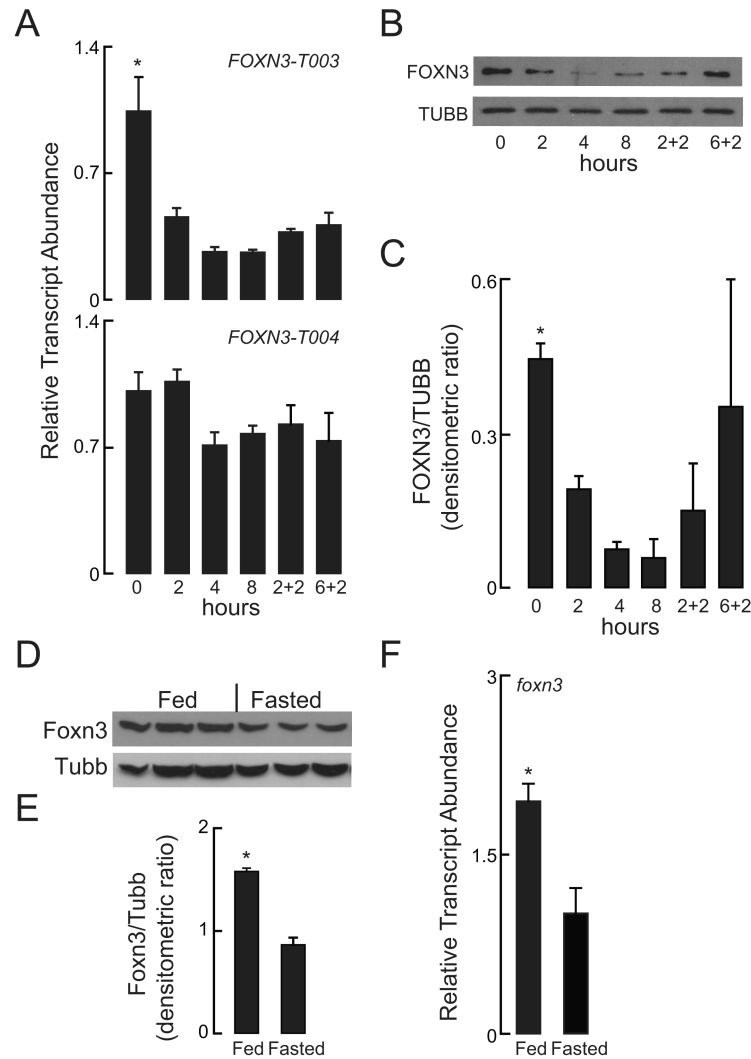 A
Relative Transcript Abundance
1.4
0.7
0
*
FOXN3-T003
1.4
0.7
0
FOXN3-T004
0 2 4 8 2+2 6+2
hours
B
FOXN3
TUBB
0 2 4 8 2+2 6+2
hours
C
FOXN3/TUBB
(densitometric ratio)
0.6
0.3
0
*
0 2 4 8 2+2 6+2
hours
D
Fed Fasted
Foxn3
Tubb
E
Foxn3/Tubb
(densitometric ratio)
2
1
0
*
Fed Fasted
F
Relative Transcript Abundance
3
1.5
0
foxn3
*
Fed Fasted